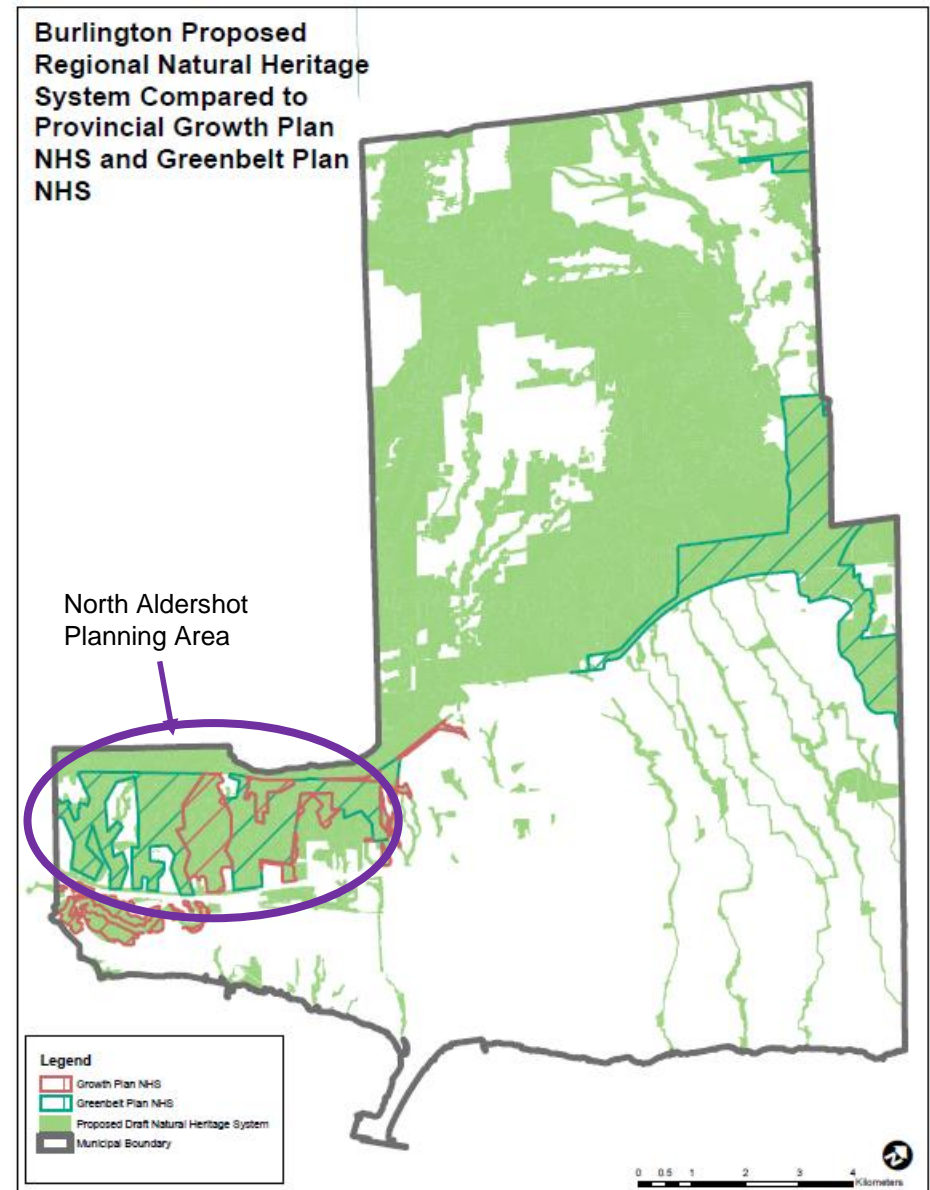 Burlington Proposed
Regional Natural Heritage
System Compared to
Provincial Growth Plan
NHS and Greenbelt Plan
NHS
North Aldershot
Planning Area
Legend
Growth Plan NHS
Greenbelt Plan NHS
Proposed Draft Natural Heritage System
Municipal Boundary
0 0.5 1 2 3 4
Kilometers